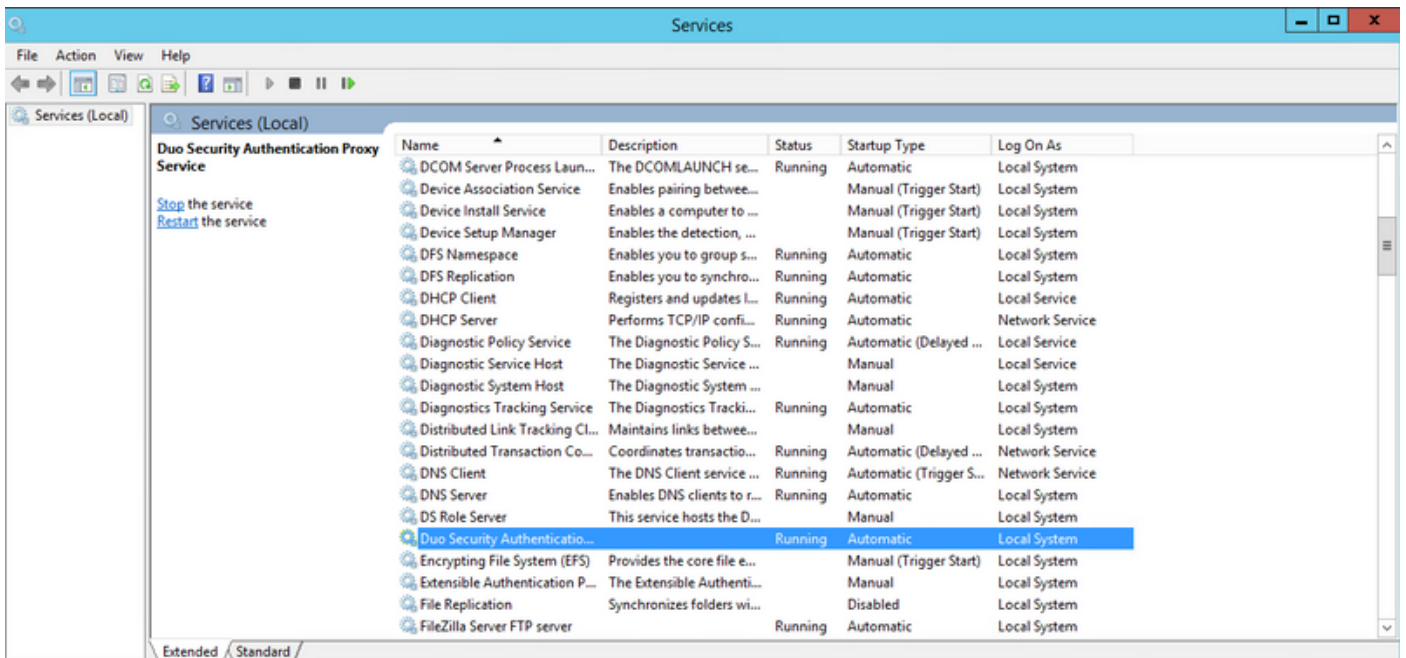 Services
File Action View Help
Services (Local)
Services (Local)
Duo Security Authentication Proxy
Service
Stop the service
Restart the service
Name Description Status Startup Type Log On As
DCOM Server Process Laun... The DCOMLAUNCH se... Running Automatic Local System
Device Association Service Enables pairing betwee... Manual (Trigger Start) Local System
Device Install Service Enables a computer to ... Manual (Trigger Start) Local System
Device Setup Manager Enables the detection, ... Manual (Trigger Start) Local System
DFS Namespace Enables you to group s... Running Automatic Local System
DFS Replication Enables you to synchro... Running Automatic Local System
DHCP Client Registers and updates I... Running Automatic Local Service
DHCP Server Performs TCP/IP confi... Running Automatic Network Service
Diagnostic Policy Service The Diagnostic Policy S... Running Automatic (Delayed ... Local Service
Diagnostic Service Host The Diagnostic Service ... Manual Local Service
Diagnostic System Host The Diagnostic System ... Manual Local System
Diagnostics Tracking Service The Diagnostics Tracki... Running Automatic Local System
Distributed Link Tracking Cl... Maintains links betwee... Manual Local System
Distributed Transaction Co... Coordinates transactio... Running Automatic (Delayed ... Network Service
DNS Client The DNS Client service ... Running Automatic (Trigger S... Network Service
DNS Server Enables DNS clients to r... Running Automatic Local System
DS Role Server This service hosts the D... Manual Local System
Duo Security Authenticatio... Running Automatic Local System
Encrypting File System (EFS) Provides the core file e... Manual (Trigger Start) Local System
Extensible Authentication P... The Extensible Authenti... Manual Local System
File Replication Synchronizes folders wi... Disabled Local System
FileZilla Server FTP server Running Automatic Local System
Extended Standard